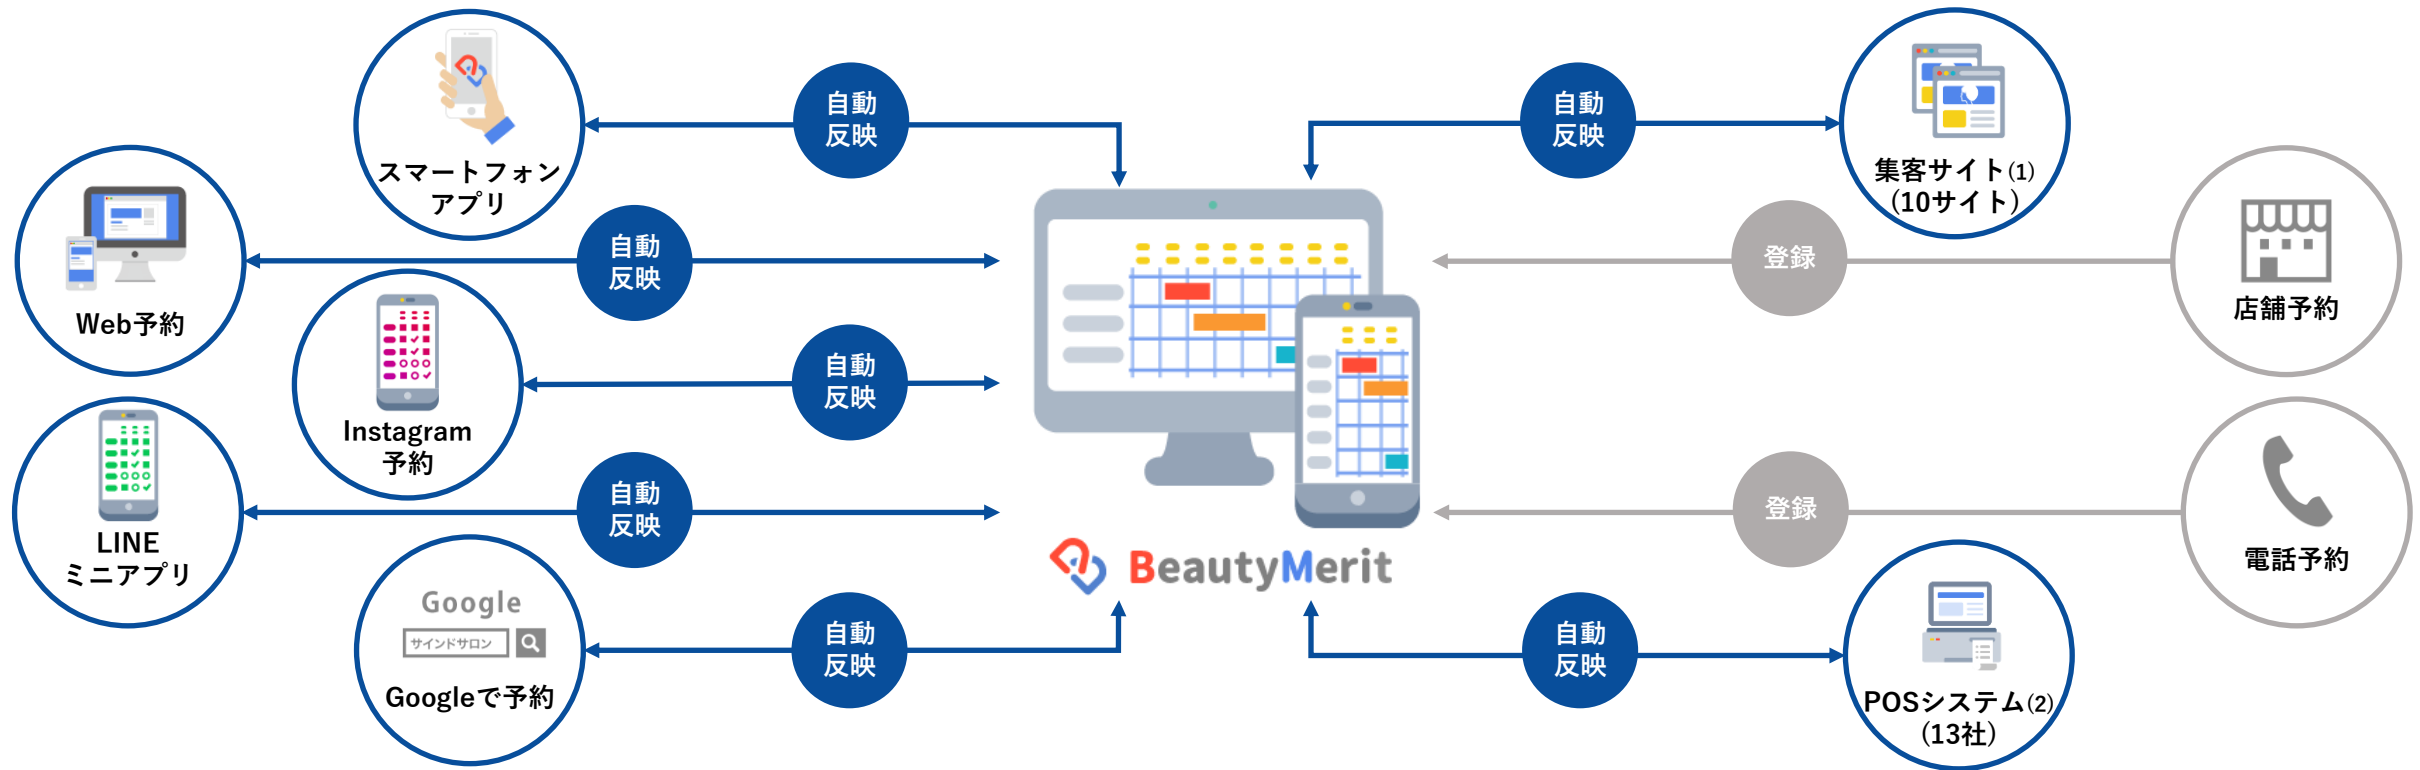 スマートフォン
アプリ
自動
反映
自動
反映
集客サイト(1)
(10サイト)
Web予約
自動
反映
登録
店舗予約
Instagram
予約
自動
反映
LINE
ミニアプリ
自動
反映
登録
電話予約
BeautyMerit
Google
サインドサロン
Googleで予約
自動
反映
自動
反映
POSシステム(2)
(13社)